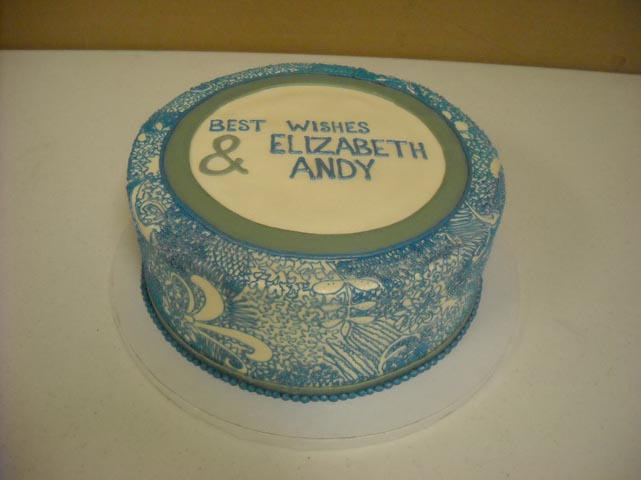 BEST WISHES
ELIZABETH
& ANDY